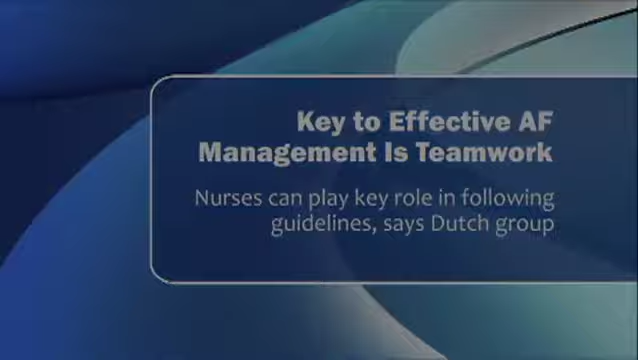 Key to Effective AF
Management Is Teamwork
Nurses can play key role in following
guidelines, says Dutch group